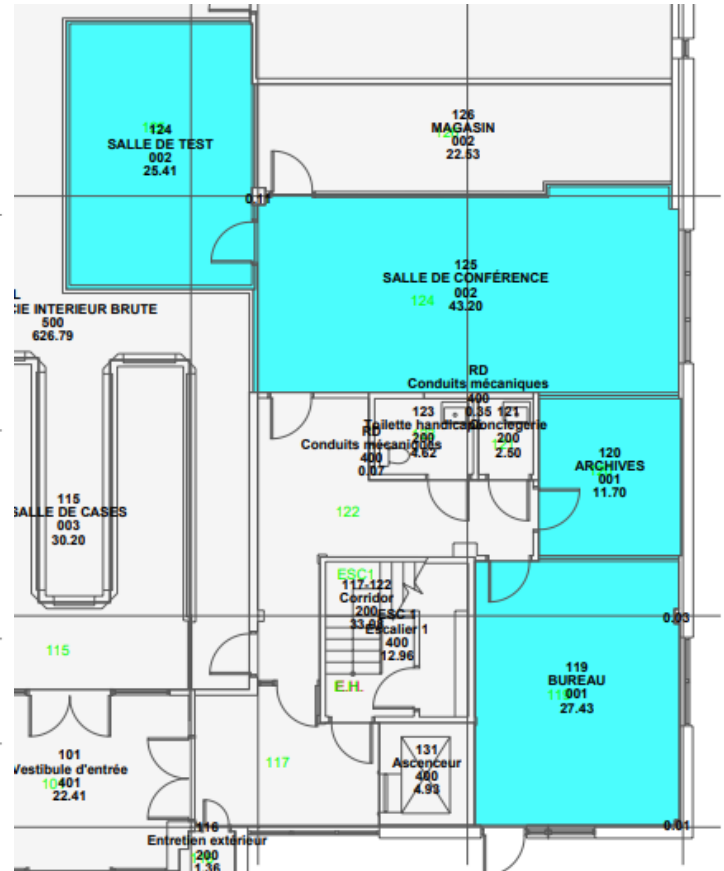 126
MAGASIN
002
22.53
124
SALLE DE TEST
002
25.41
0.11
125
SALLE DE CONFÉRENCE
002
43.20
124
L
CIE INTERIEUR BRUTE
500
626.79
RD
Conduits mécaniques
400
0.35
123
Toilette handicapé
200
4.62
121
Conciegerie
200
2.50
RD
Conduits mécaniques
400
0.07
120
ARCHIVES
001
11.70
115
SALLE DE CASES
003
30.20
122
ESC1
117-122
Corridor
200
ESC 1
Escalier 1
400
12.96
E.H.
0.03
115
119
BUREAU
001
27.43
101
Vestibule d'entrée
401
22.41
117
131
Ascenceur
400
4.93
116
Entretien extérieur
200
1.36
0.01